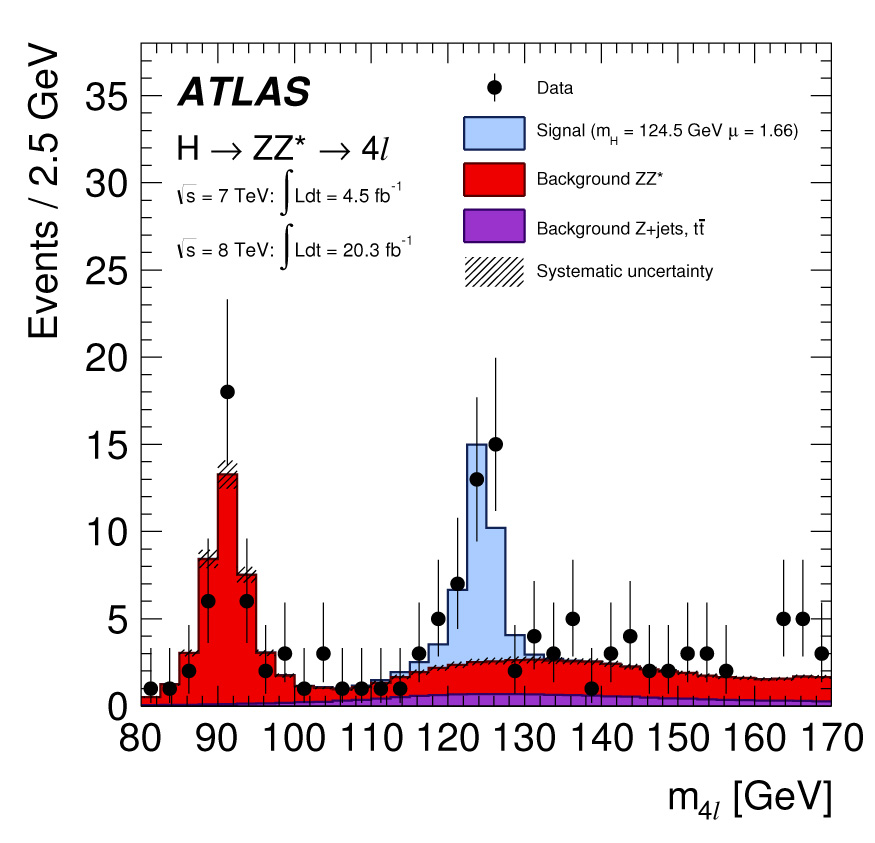 ATLAS
H → ZZ* → 4l
√s = 7 TeV: ∫Ldt = 4.5 fb⁻¹
√s = 8 TeV: ∫Ldt = 20.3 fb⁻¹
Data
Signal (m_H = 124.5 GeV μ = 1.66)
Background ZZ*
Background Z+jets, tt̄
Systematic uncertainty
Events / 2.5 GeV
35
30
25
20
15
10
5
0
80 90 100 110 120 130 140 150 160 170
m_4l [GeV]